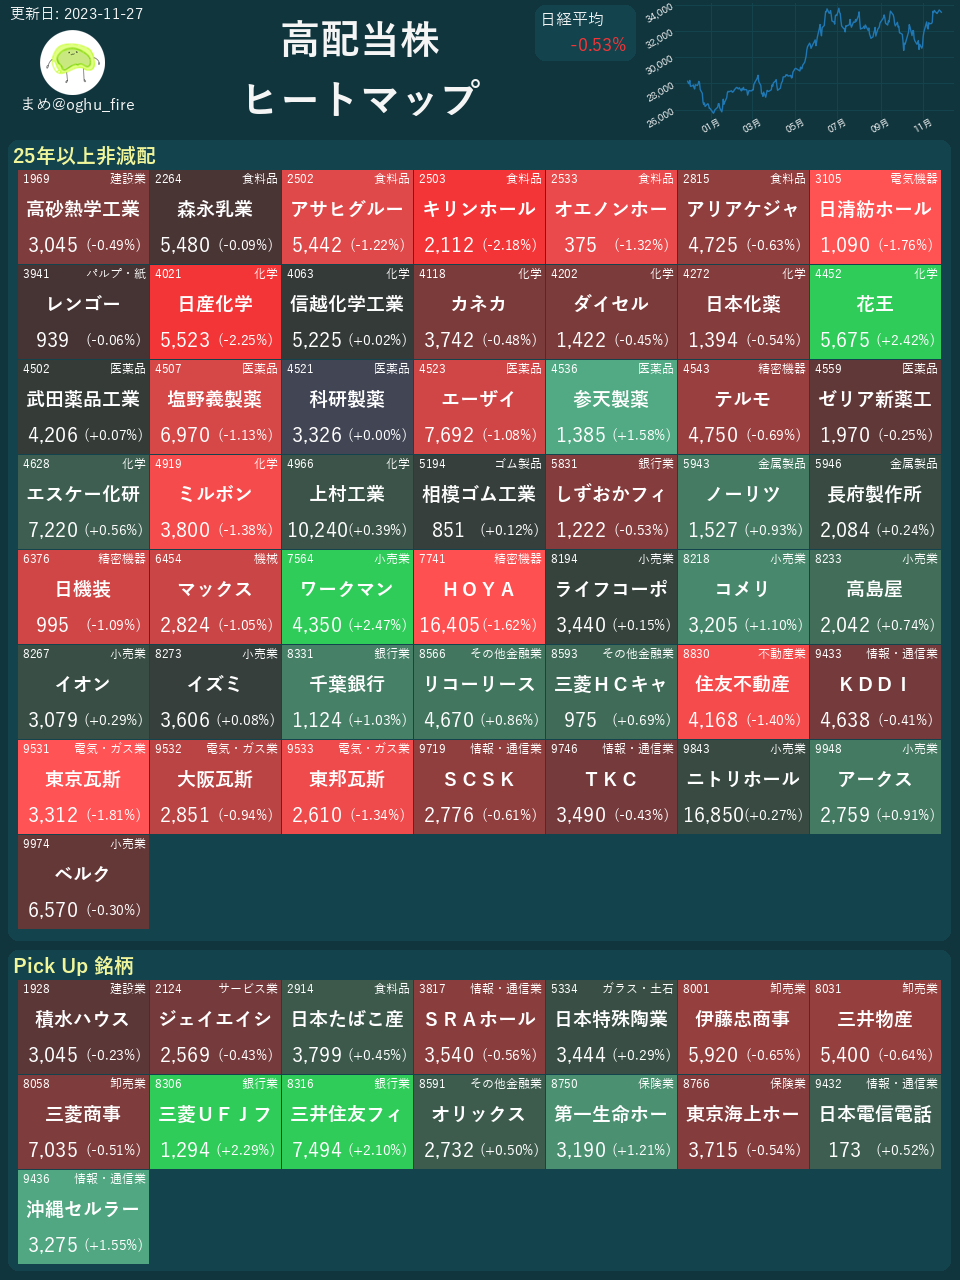 更新日: 2023-11-27
まめ@oghu_fire
高配当株
ヒートマップ
日経平均
-0.53%
34,000
32,000
30,000
28,000
26,000
01月 03月 05月 07月 09月 11月
25年以上非減配
1969 建設業 2264 食料品 2502 食料品 2503 食料品 2533 食料品 2815 食料品 3105 電気機器
高砂熱学工業 森永乳業 アサヒグルー キリンホール オエノンホー アリアケジャ 日清紡ホール
3,045 (-0.49%) 5,480 (-0.09%) 5,442 (-1.22%) 2,112 (-2.18%) 375 (-1.32%) 4,725 (-0.63%) 1,090 (-1.76%)
3941 パルプ・紙 4021 化学 4063 化学 4118 化学 4202 化学 4272 化学 4452 化学
レンゴー 日産化学 信越化学工業 カネカ ダイセル 日本化薬 花王
939 (-0.06%) 5,523 (-2.25%) 5,225 (+0.02%) 3,742 (-0.48%) 1,422 (-0.45%) 1,394 (-0.54%) 5,675 (+2.42%)
4502 医薬品 4507 医薬品 4521 医薬品 4523 医薬品 4536 医薬品 4543 精密機器 4559 医薬品
武田薬品工業 塩野義製薬 科研製薬 エーザイ 参天製薬 テルモ ゼリア新薬工
4,206 (+0.07%) 6,970 (-1.13%) 3,326 (+0.00%) 7,692 (-1.08%) 1,385 (+1.58%) 4,750 (-0.69%) 1,970 (-0.25%)
4628 化学 4919 化学 4966 化学 5194 ゴム製品 5831 銀行業 5943 金属製品 5946 金属製品
エスケー化研 ミルボン 上村工業 相模ゴム工業 しずおかフィ ノーリツ 長府製作所
7,220 (+0.56%) 3,800 (-1.38%) 10,240 (+0.39%) 851 (+0.12%) 1,222 (-0.53%) 1,527 (+0.93%) 2,084 (+0.24%)
6376 精密機器 6454 機械 7564 小売業 7741 精密機器 8194 小売業 8218 小売業 8233 小売業
日機装 マックス ワークマン ＨＯＹＡ ライフコーポ コメリ 高島屋
995 (-1.09%) 2,824 (-1.05%) 4,350 (+2.47%) 16,405 (-1.62%) 3,440 (+0.15%) 3,205 (+1.10%) 2,042 (+0.74%)
8267 小売業 8273 小売業 8331 銀行業 8566 その他金融業 8593 その他金融業 8830 不動産業 9433 情報・通信業
イオン イズミ 千葉銀行 リコーリース 三菱ＨＣキャ 住友不動産 ＫＤＤＩ
3,079 (+0.29%) 3,606 (+0.08%) 1,124 (+1.03%) 4,670 (+0.86%) 975 (+0.69%) 4,168 (-1.40%) 4,638 (-0.41%)
9531 電気・ガス業 9532 電気・ガス業 9533 電気・ガス業 9719 情報・通信業 9746 情報・通信業 9843 小売業 9948 小売業
東京瓦斯 大阪瓦斯 東邦瓦斯 ＳＣＳＫ ＴＫＣ ニトリホール アークス
3,312 (-1.81%) 2,851 (-0.94%) 2,610 (-1.34%) 2,776 (-0.61%) 3,490 (-0.43%) 16,850 (+0.27%) 2,759 (+0.91%)
9974 小売業
ベルク
6,570 (-0.30%)
Pick Up 銘柄
1928 建設業 2124 サービス業 2914 食料品 3817 情報・通信業 5334 ガラス・土石 8001 卸売業 8031 卸売業
積水ハウス ジェイエイシ 日本たばこ産 ＳＲＡホール 日本特殊陶業 伊藤忠商事 三井物産
3,045 (-0.23%) 2,569 (-0.43%) 3,799 (+0.45%) 3,540 (-0.56%) 3,444 (+0.29%) 5,920 (-0.65%) 5,400 (-0.64%)
8058 卸売業 8306 銀行業 8316 銀行業 8591 その他金融業 8750 保険業 8766 保険業 9432 情報・通信業
三菱商事 三菱ＵＦＪフ 三井住友フィ オリックス 第一生命ホー 東京海上ホー 日本電信電話
7,035 (-0.51%) 1,294 (+2.29%) 7,494 (+2.10%) 2,732 (+0.50%) 3,190 (+1.21%) 3,715 (-0.54%) 173 (+0.52%)
9436 情報・通信業
沖縄セルラー
3,275 (+1.55%)